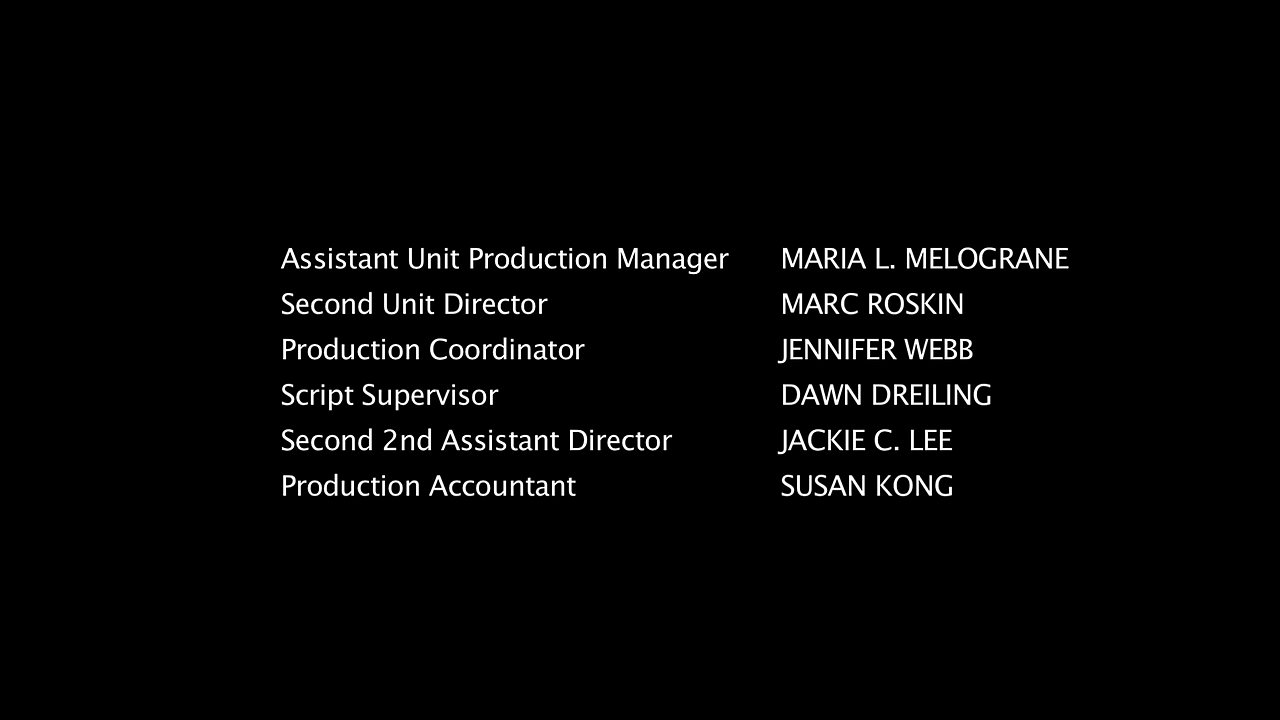 Assistant Unit Production Manager MARIA L. MELOGRANE
Second Unit Director MARC ROSKIN
Production Coordinator JENNIFER WEBB
Script Supervisor DAWN DREILING
Second 2nd Assistant Director JACKIE C. LEE
Production Accountant SUSAN KONG